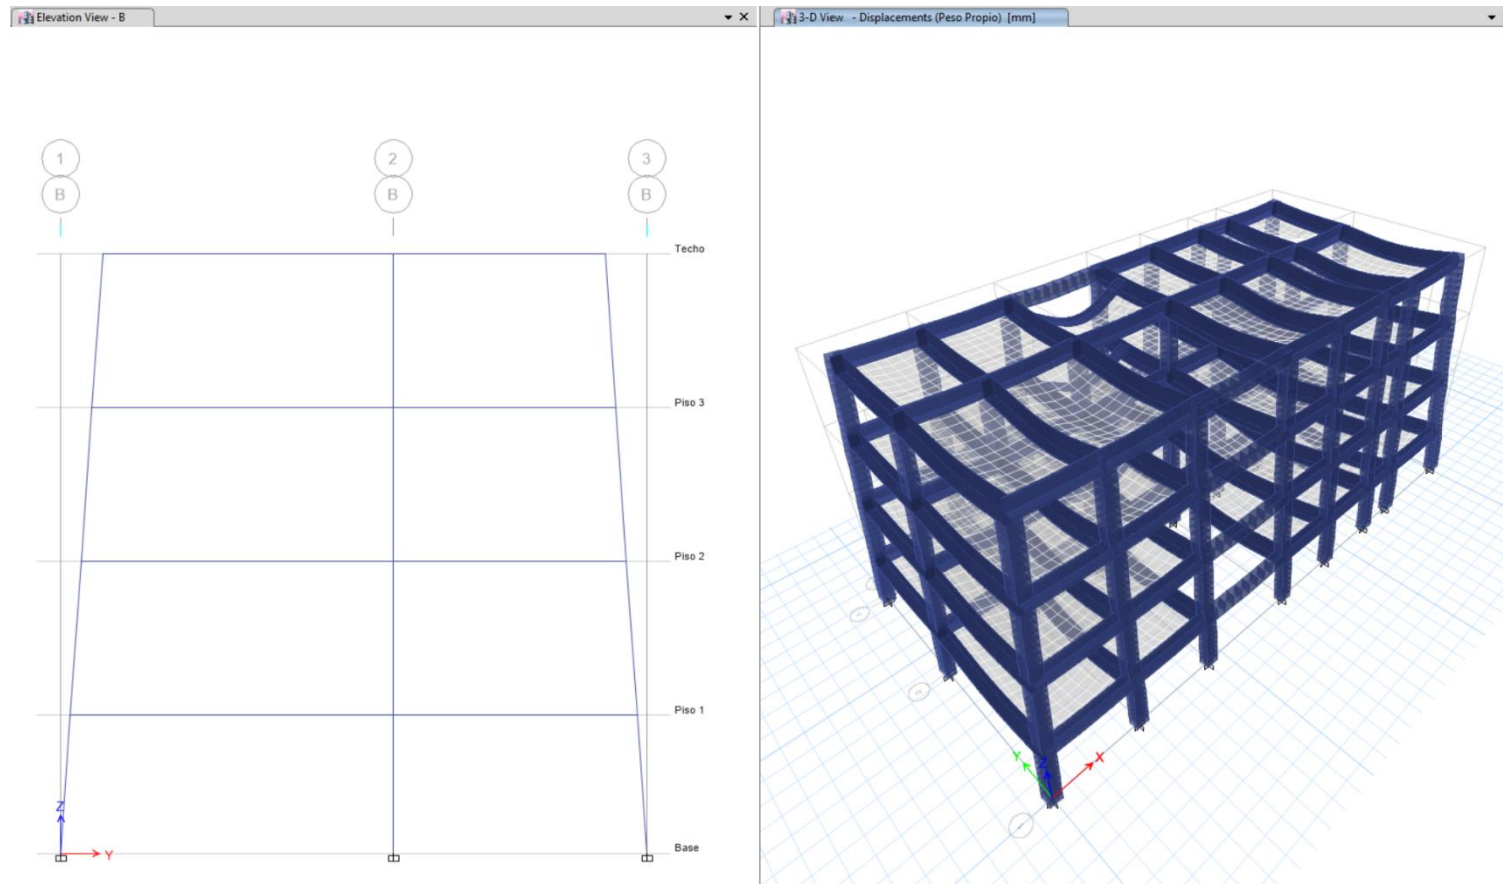 Elevation View - B
3-D View - Displacements (Peso Propio) [mm]
1
2
3
B
B
B
Techo
Piso 3
Piso 2
Piso 1
Z
Y
Base
Y
Z
X